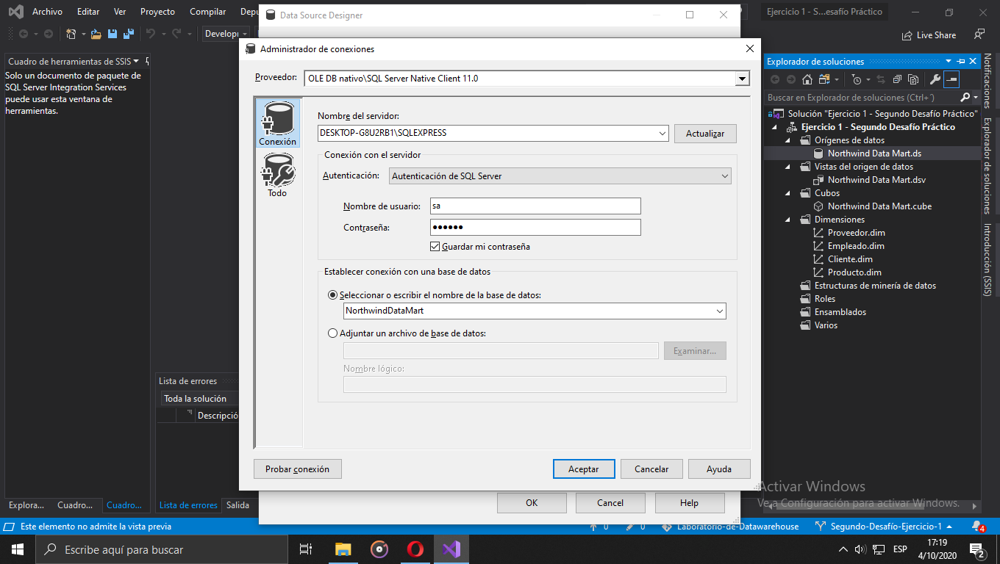 Archivo Editar Ver Proyecto Compilar Depu
Data Source Designer
Ejercicio 1 - S...esafío Práctico
Develop
Live Share
Administrador de conexiones
Cuadro de herramientas de SSIS
Solo un documento de paquete de
SQL Server Integration Services
puede usar esta ventana de
herramientas.
Proveedor: OLE DB nativo\SQL Server Native Client 11.0
Conexión
Todo
Nombre del servidor:
DESKTOP-G8U2RB1\SQLEXPRESS
Actualizar
Conexión con el servidor
Autenticación: Autenticación de SQL Server
Nombre de usuario: sa
Contraseña: ●●●●●●
Guardar mi contraseña
Establecer conexión con una base de datos
Seleccionar o escribir el nombre de la base de datos:
NorthwindDataMart
Adjuntar un archivo de base de datos:
Examinar...
Nombre lógico:
Probar conexión Aceptar Cancelar Ayuda
OK Cancel Help
Lista de errores
Toda la solución
Descripció
Explora... Cuadro... Cuadro... Lista de errores Salida
Explorador de soluciones
Buscar en Explorador de soluciones (Ctrl+´)
Solución "Ejercicio 1 - Segundo Desafío Práctico"
Ejercicio 1 - Segundo Desafío Práctico
Orígenes de datos
Northwind Data Mart.ds
Vistas del origen de datos
Northwind Data Mart.dsv
Cubos
Northwind Data Mart.cube
Dimensiones
Proveedor.dim
Empleado.dim
Cliente.dim
Producto.dim
Estructuras de minería de datos
Roles
Ensamblados
Varios
Notificaciones
Explorador de soluciones
Introducción (SSIS)
Activar Windows
Ve a Configuración para activar Windows.
Este elemento no admite la vista previa
0 0 Laboratorio-de-Datawarehouse Segundo-Desafío-Ejercicio-1 4
Escribe aquí para buscar
ESP
17:19
4/10/2020
2